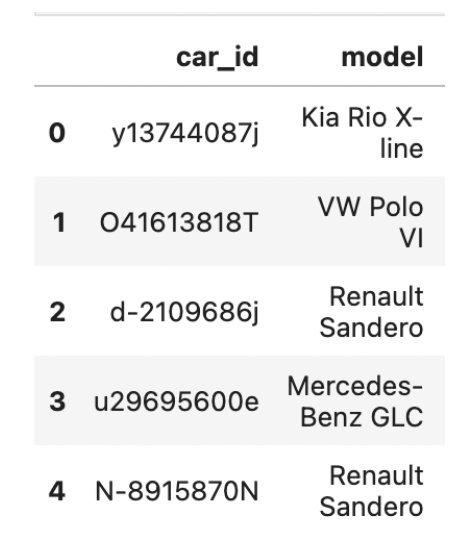 car_id model
0 y13744087j Kia Rio X-
line
1 O41613818T VW Polo
VI
2 d-2109686j Renault
Sandero
3 u29695600e Mercedes-
Benz GLC
4 N-8915870N Renault
Sandero